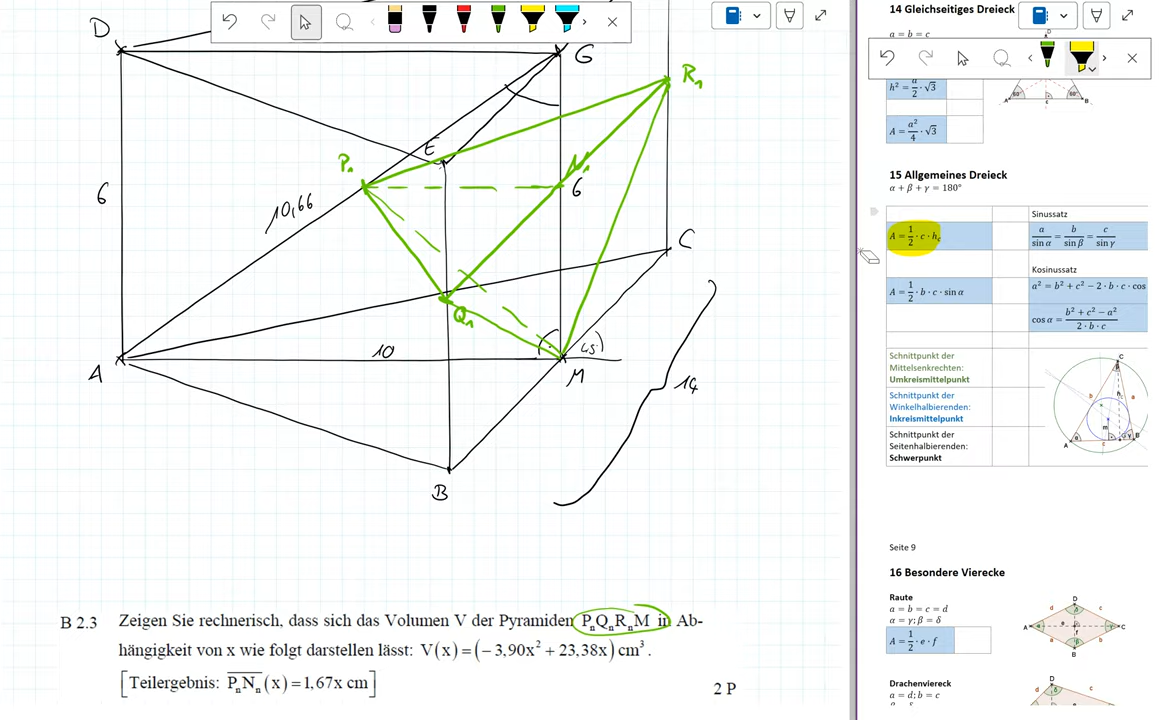 D
G
R₁
E
P₁
N₁
6
6
10,66
C
Q₁
10
45
A
M
14
B
B 2.3 Zeigen Sie rechnerisch, dass sich das Volumen V der Pyramiden PₙQₙRₙM in Ab-
hängigkeit von x wie folgt darstellen lässt: V(x) = (−3,90x² + 23,38x) cm³.
[Teilergebnis: PₙNₙ(x) = 1,67x cm]
2 P
14 Gleichseitiges Dreieck
a = b = c
D
h² = a/2 · √3
60°
60°
A
c
B
A = a²/4 · √3
15 Allgemeines Dreieck
α + β + γ = 180°
Sinussatz
A = 1/2 · c · h_c
a/sin α = b/sin β = c/sin γ
Kosinussatz
A = 1/2 · b · c · sin α
a² = b² + c² − 2 · b · c · cos
cos α = (b² + c² − a²)/(2 · b · c)
Schnittpunkt der
Mittelsenkrechten:
Umkreismittelpunkt
Schnittpunkt der
Winkelhalbierenden:
Inkreismittelpunkt
Schnittpunkt der
Seitenhalbierenden:
Schwerpunkt
C
b
a
m
A
c
B
Seite 9
16 Besondere Vierecke
Raute
a = b = c = d
α = γ; β = δ
A = 1/2 · e · f
D
d
c
A
C
a
b
B
Drachenviereck
a = d; b = c
D
d
c